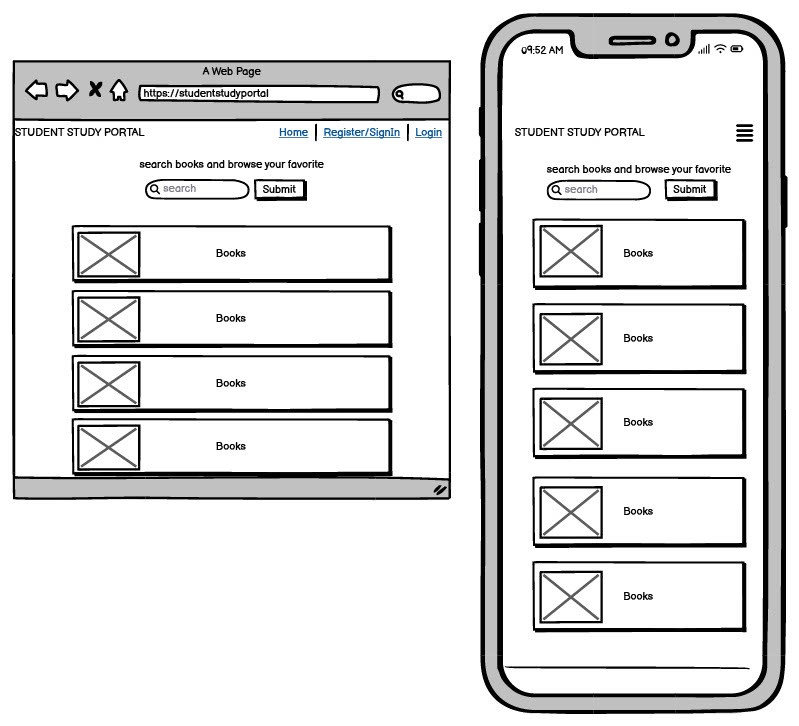 A Web Page
https://studentstudyportal
STUDENT STUDY PORTAL Home Register/SignIn Login
search books and browse your favorite
search Submit
Books
Books
Books
Books
09:52 AM
STUDENT STUDY PORTAL
search books and browse your favorite
search Submit
Books
Books
Books
Books
Books